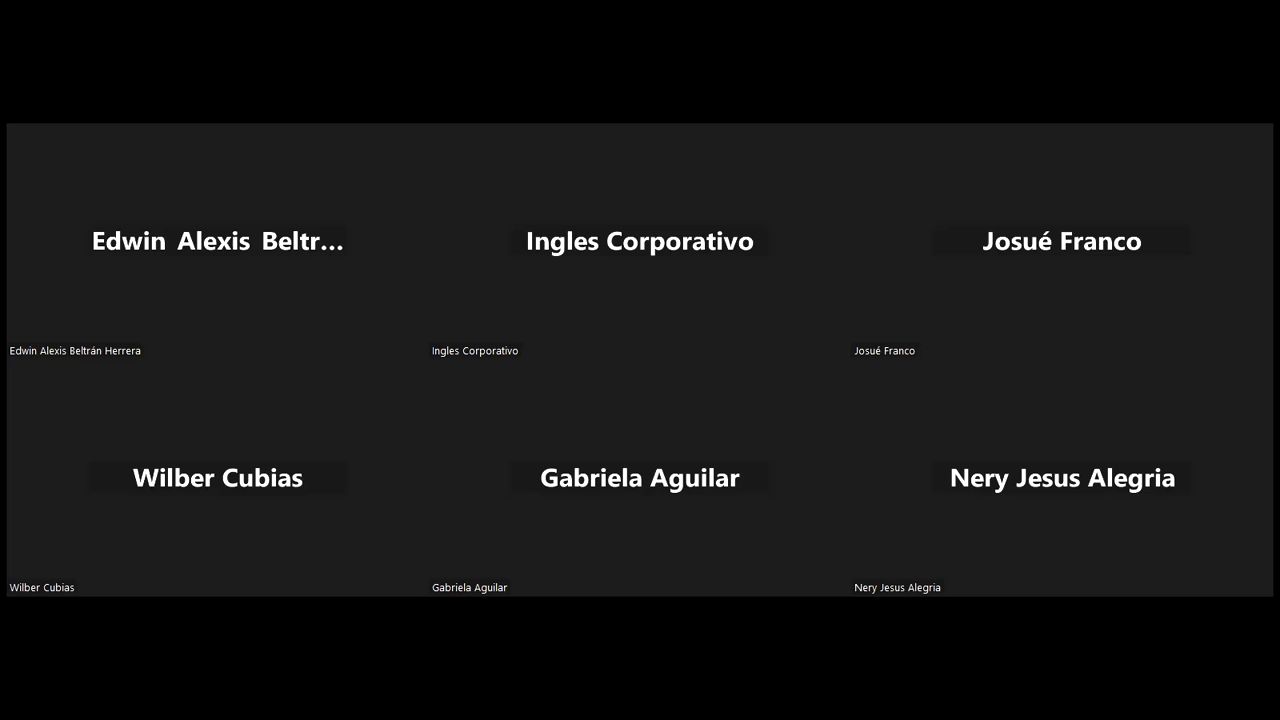 Edwin Alexis Beltr...
Ingles Corporativo
Josué Franco
Edwin Alexis Beltrán Herrera
Ingles Corporativo
Josué Franco
Wilber Cubias
Gabriela Aguilar
Nery Jesus Alegria
Wilber Cubias
Gabriela Aguilar
Nery Jesus Alegria